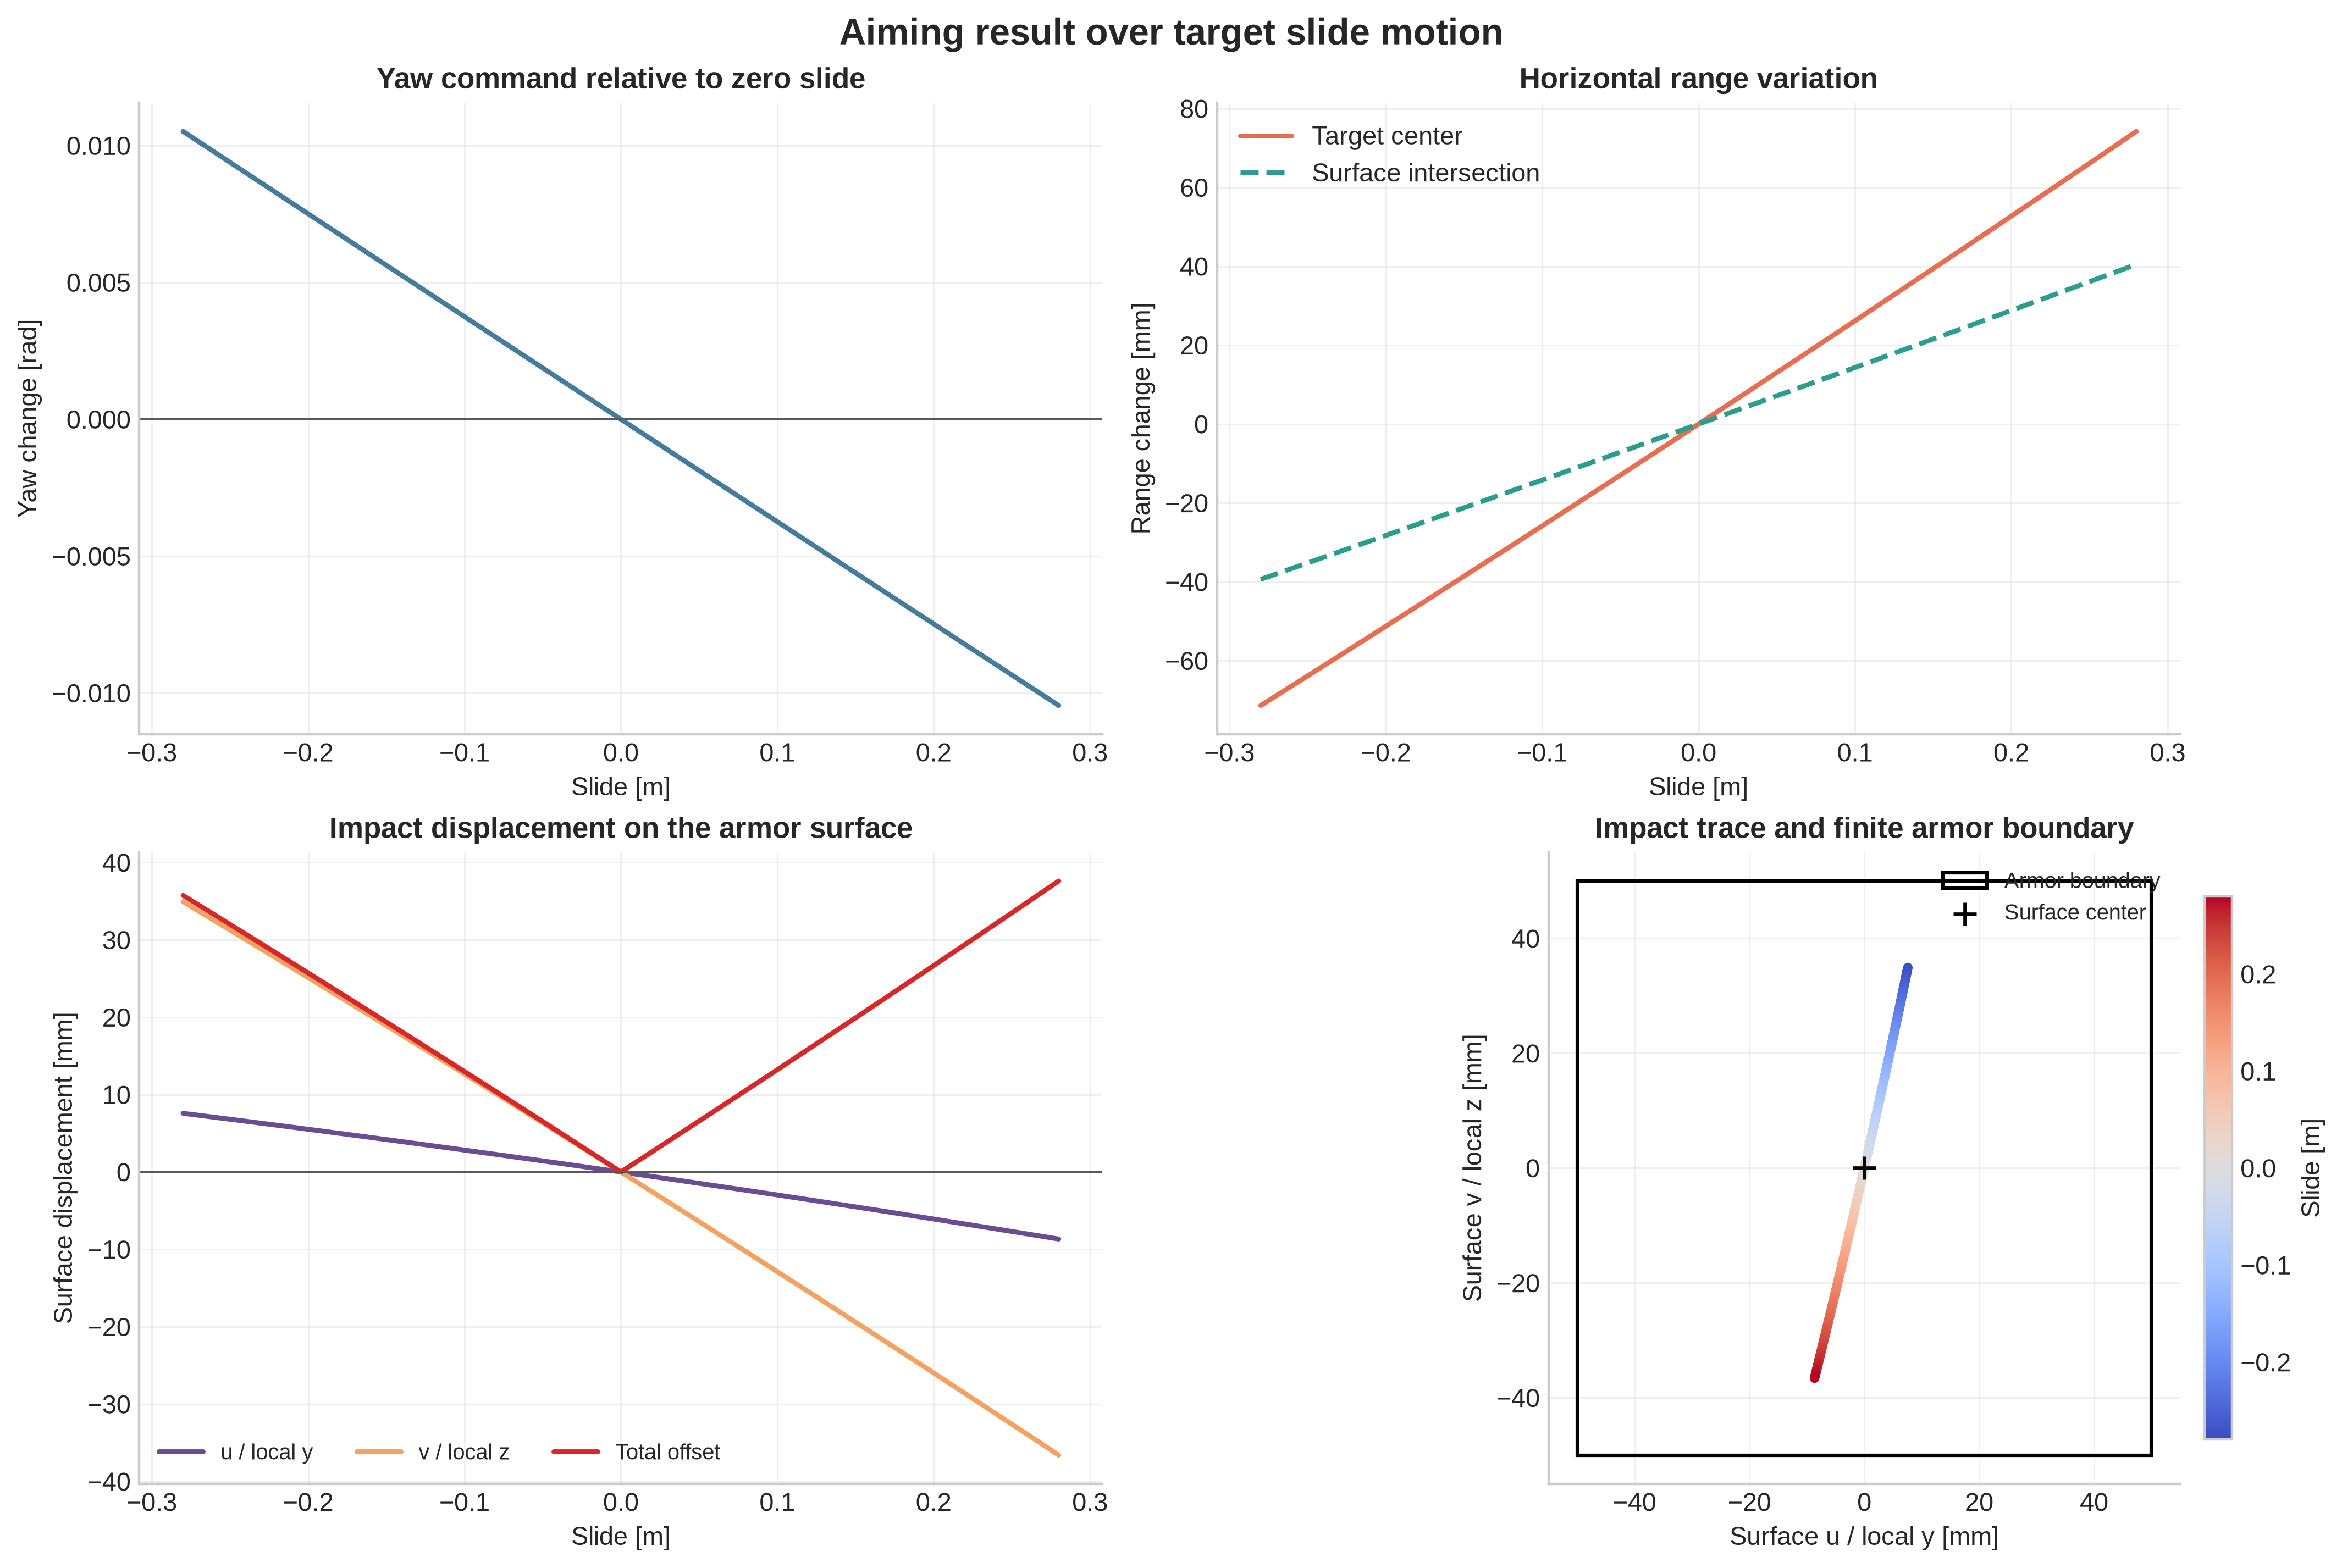 Aiming result over target slide motion
Yaw command relative to zero slide
0.010
0.005
0.000
−0.005
−0.010
Yaw change [rad]
−0.3
−0.2
−0.1
0.0
0.1
0.2
0.3
Slide [m]
Horizontal range variation
Target center
Surface intersection
80
60
40
20
0
−20
−40
−60
Range change [mm]
−0.3
−0.2
−0.1
0.0
0.1
0.2
0.3
Slide [m]
Impact displacement on the armor surface
40
30
20
10
0
−10
−20
−30
−40
Surface displacement [mm]
u / local y
v / local z
Total offset
−0.3
−0.2
−0.1
0.0
0.1
0.2
0.3
Slide [m]
Impact trace and finite armor boundary
Armor boundary
Surface center
40
20
0
−20
−40
Surface v / local z [mm]
−40
−20
0
20
40
Surface u / local y [mm]
0.2
0.1
0.0
−0.1
−0.2
Slide [m]